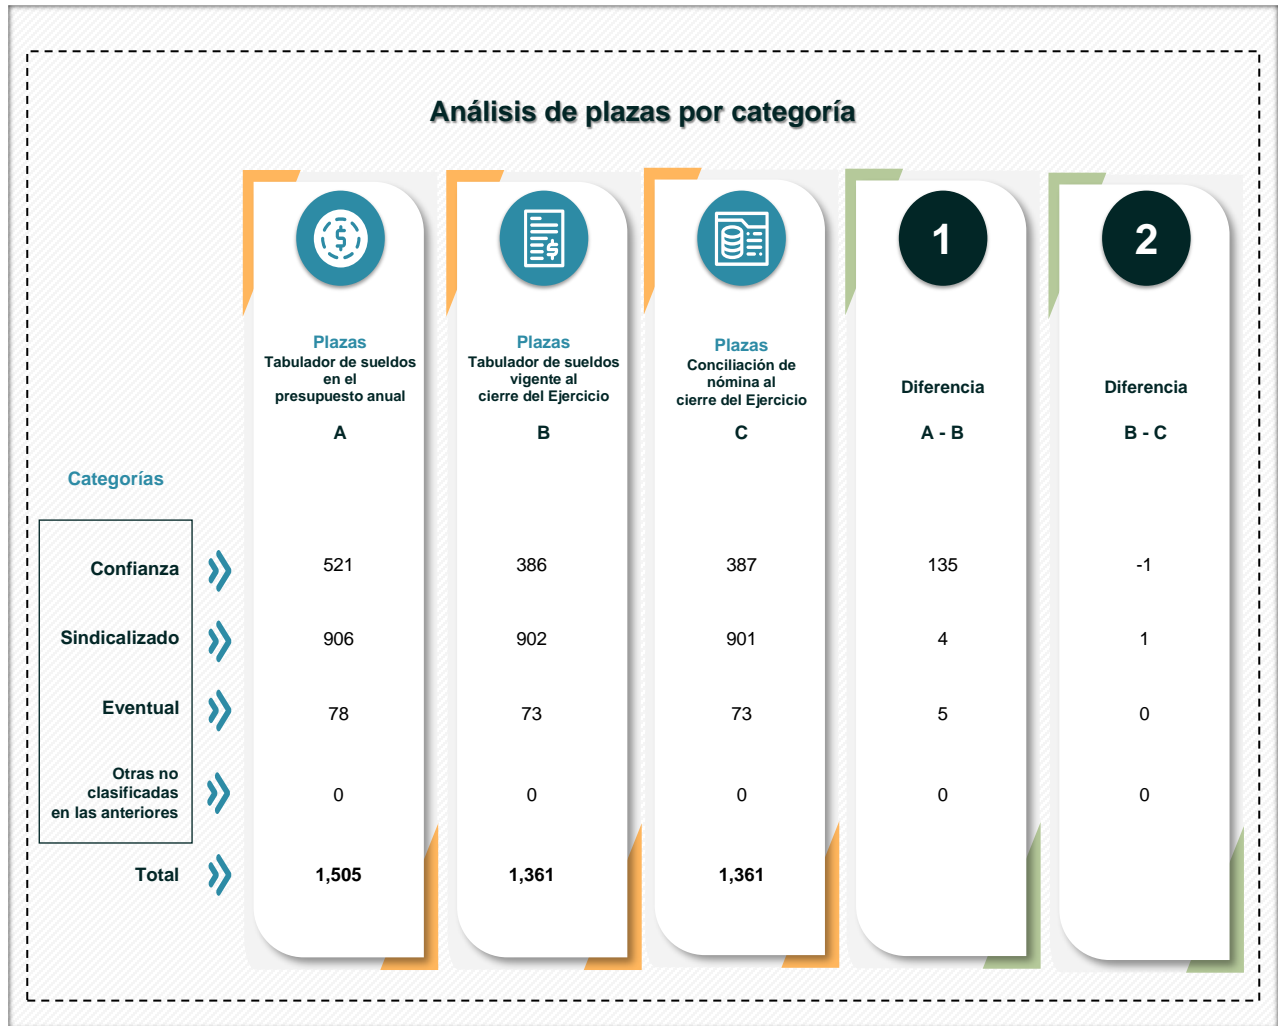 Análisis de plazas por categoría
1
2
Plazas
Tabulador de sueldos
en el
presupuesto anual
A
Plazas
Tabulador de sueldos
vigente al
cierre del Ejercicio
B
Plazas
Conciliación de
nómina al
cierre del Ejercicio
C
Diferencia
A - B
Diferencia
B - C
Categorías
Confianza 521 386 387 135 -1
Sindicalizado 906 902 901 4 1
Eventual 78 73 73 5 0
Otras no
clasificadas
en las anteriores 0 0 0 0 0
Total 1,505 1,361 1,361